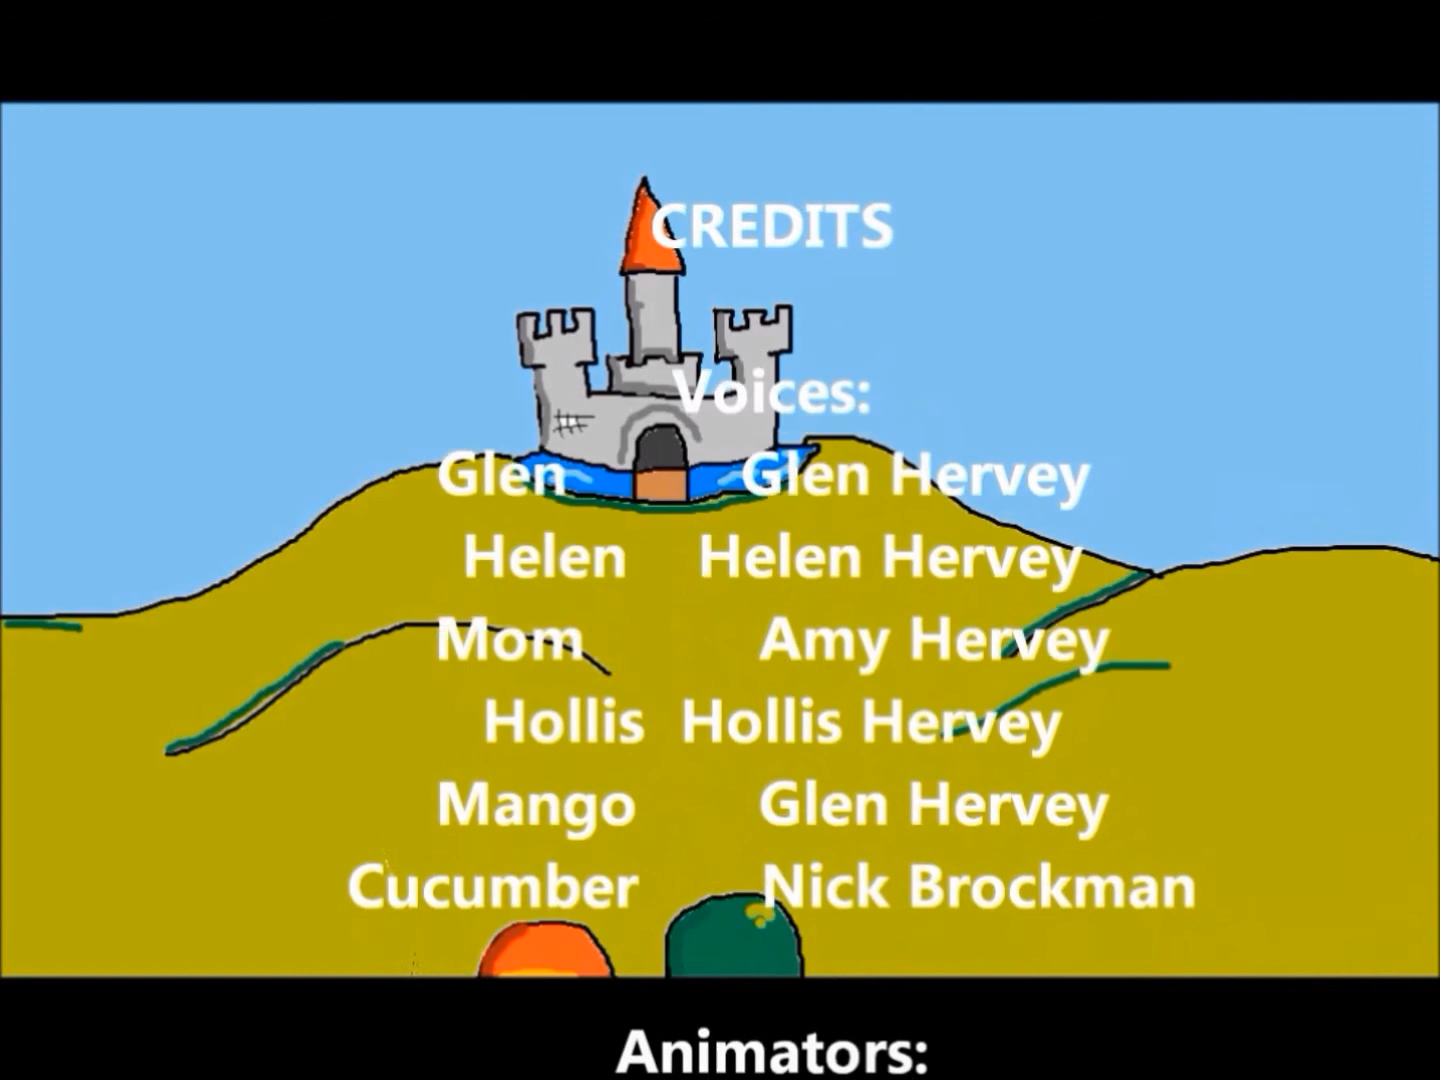 CREDITS
Voices:
Glen Glen Hervey
Helen Helen Hervey
Mom Amy Hervey
Hollis Hollis Hervey
Mango Glen Hervey
Cucumber Nick Brockman
Animators: